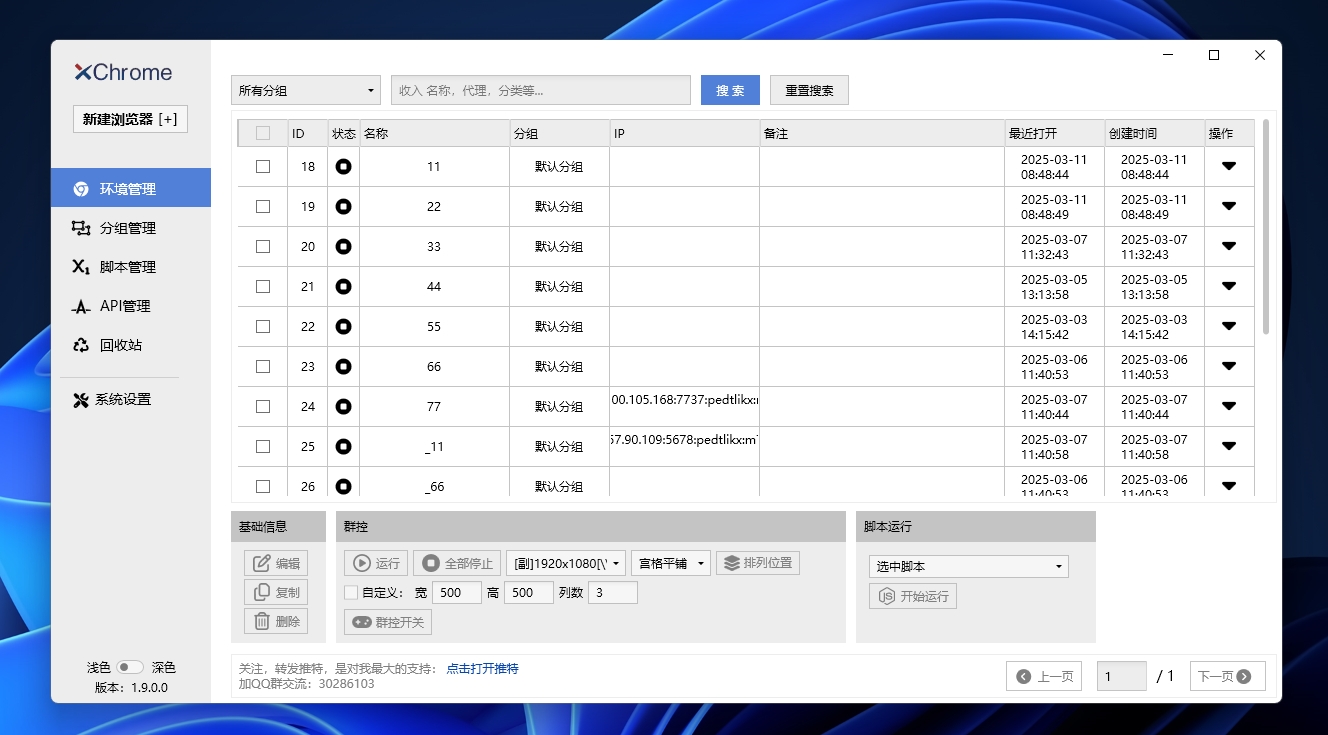 XChrome
新建浏览器 [+]
环境管理
分组管理
脚本管理
API管理
回收站
系统设置
浅色 深色
版本: 1.9.0.0
所有分组 收入 名称，代理，分类等... 搜 索 重置搜索
ID 状态 名称 分组 IP 备注 最近打开 创建时间 操作
18 11 默认分组 2025-03-11 08:48:44 2025-03-11 08:48:44
19 22 默认分组 2025-03-11 08:48:49 2025-03-11 08:48:49
20 33 默认分组 2025-03-07 11:32:43 2025-03-07 11:32:43
21 44 默认分组 2025-03-05 13:13:58 2025-03-05 13:13:58
22 55 默认分组 2025-03-03 14:15:42 2025-03-03 14:15:42
23 66 默认分组 2025-03-06 11:40:53 2025-03-06 11:40:53
24 77 默认分组 00.105.168:7737:pedtlikx: 2025-03-07 11:40:44 2025-03-07 11:40:44
25 _11 默认分组 57.90.109:5678:pedtlikx:m 2025-03-07 11:40:58 2025-03-07 11:40:58
26 _66 默认分组 2025-03-06 11:40:53 2025-03-06 11:40:53
基础信息
编辑
复制
删除
群控
运行 全部停止 [副]1920x1080[\ 宫格平铺 排列位置
自定义: 宽 500 高 500 列数 3
群控开关
脚本运行
选中脚本
开始运行
关注，转发推特，是对我最大的支持: 点击打开推特
加QQ群交流: 30286103
上一页 1 / 1 下一页